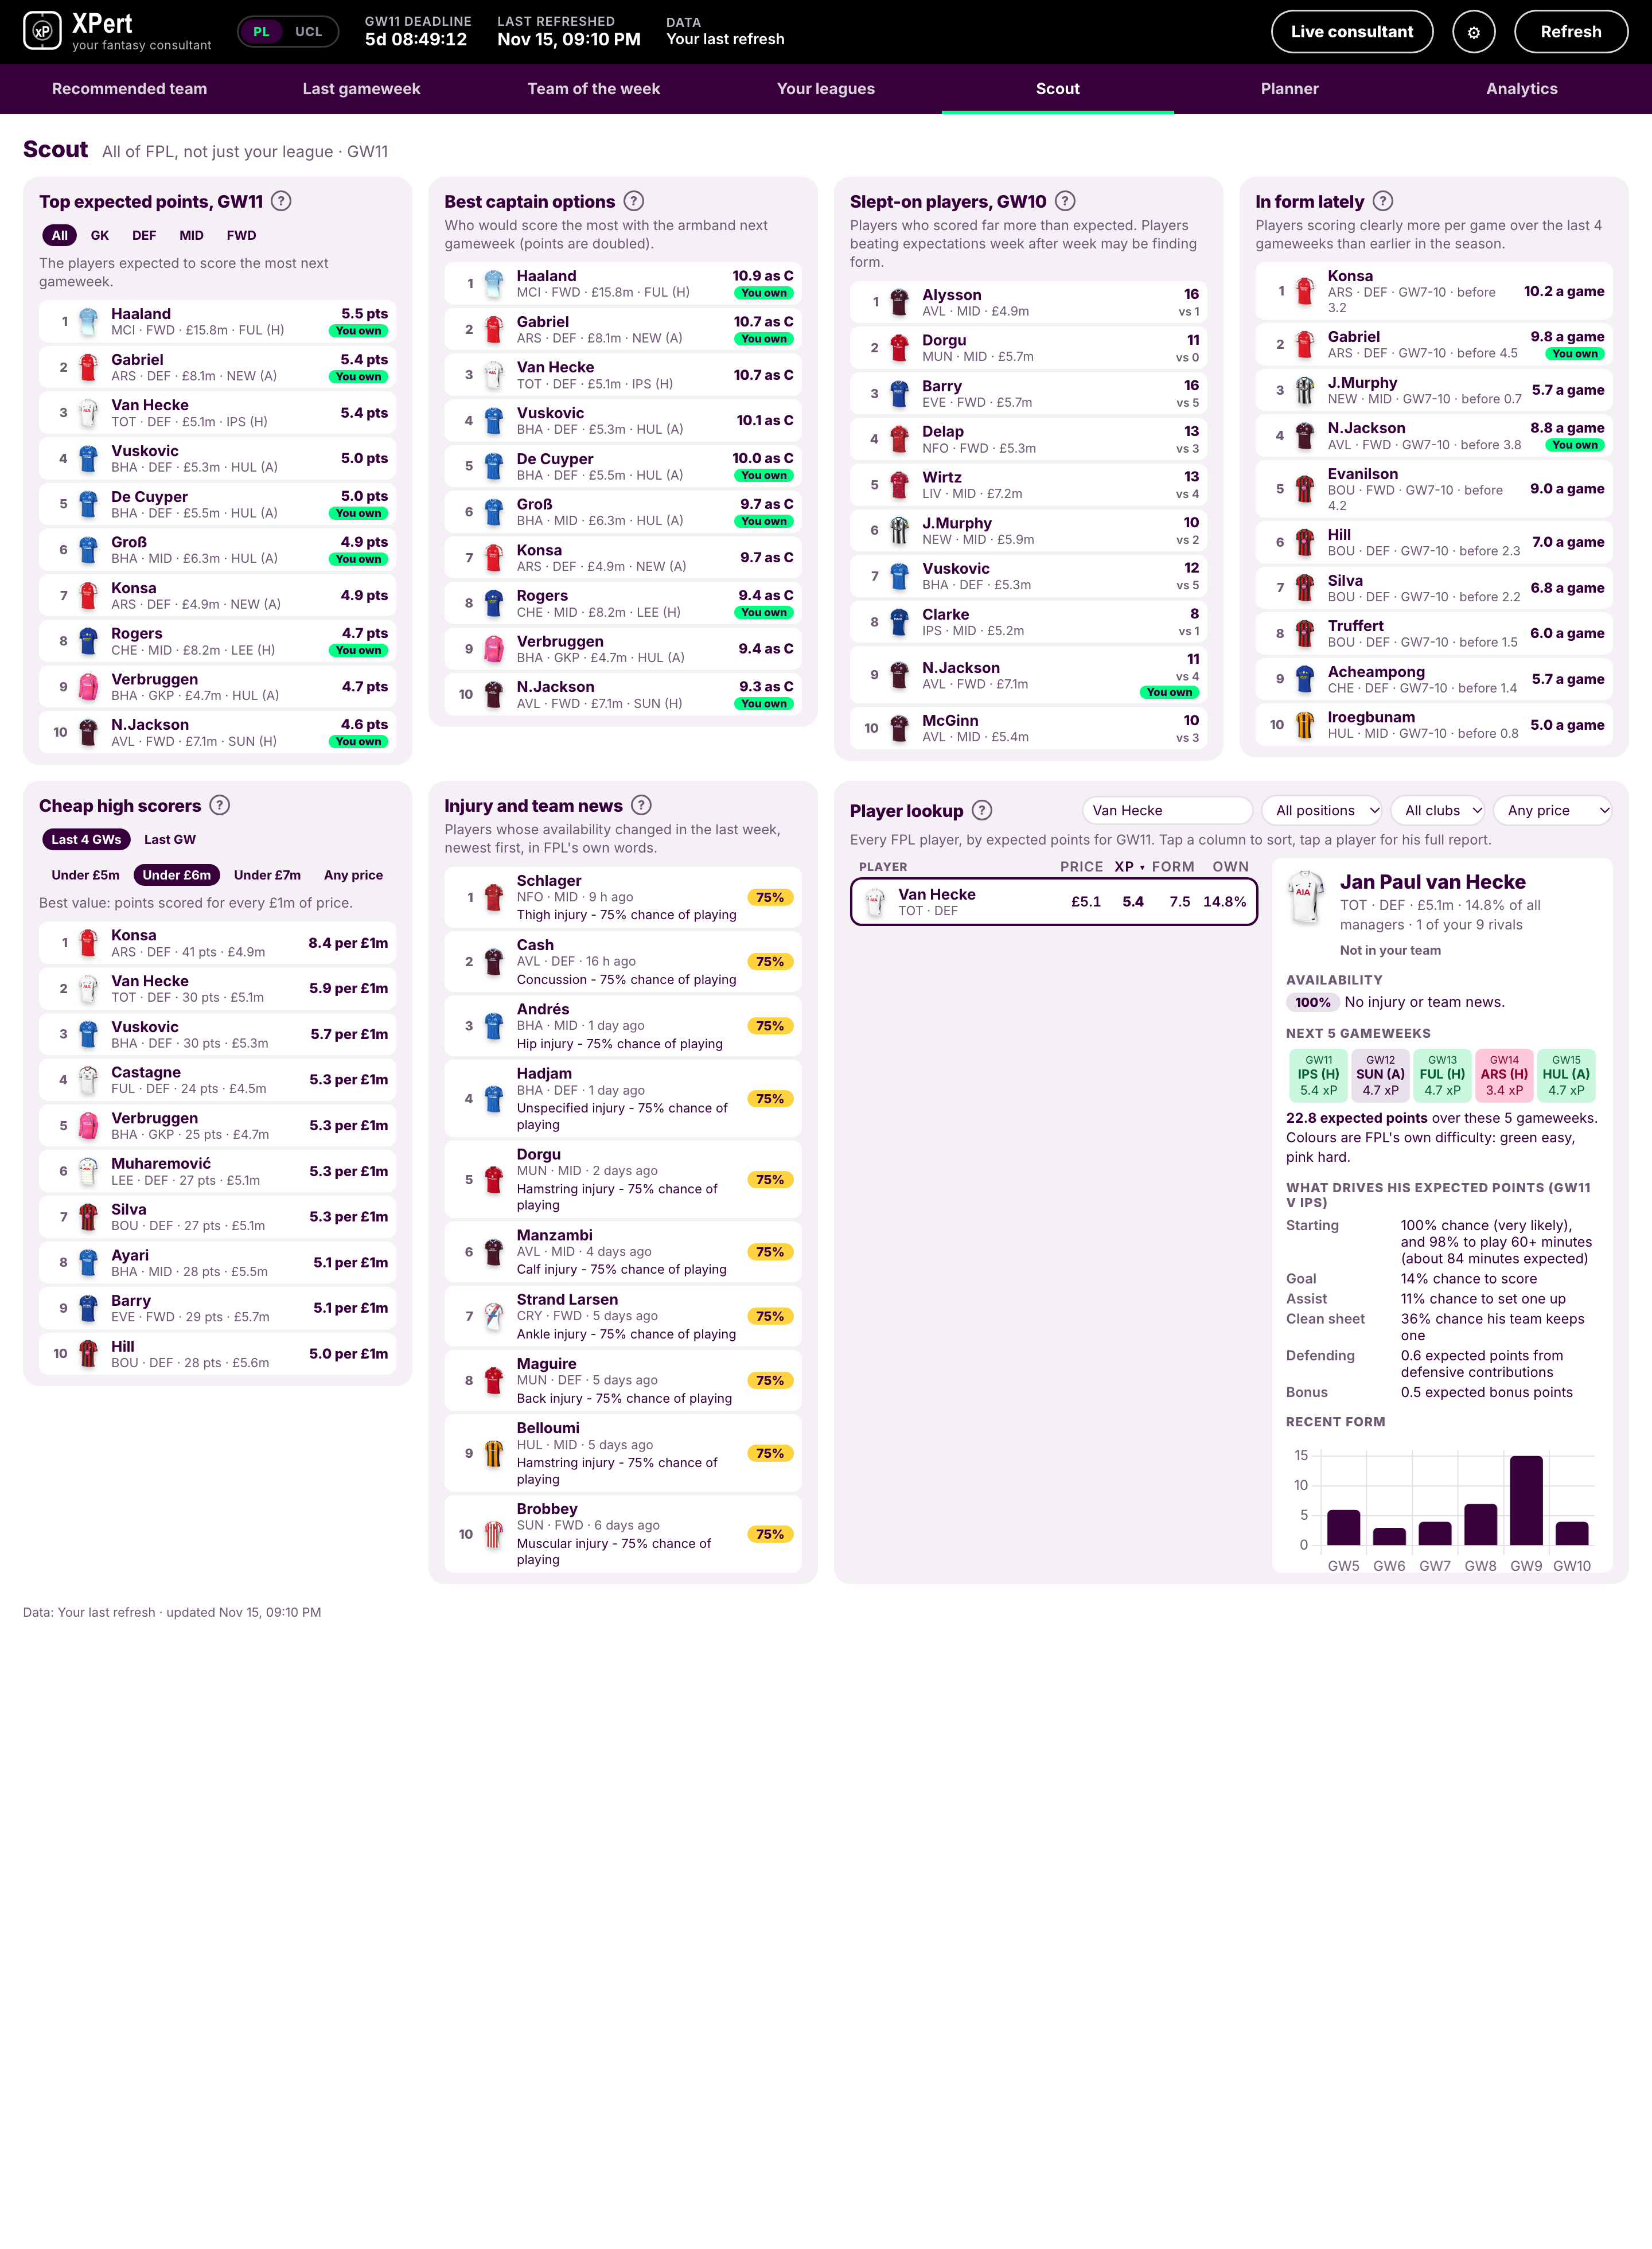 XPert
your fantasy consultant
PL UCL
GW11 DEADLINE
5d 08:49:12
LAST REFRESHED
Nov 15, 09:10 PM
DATA
Your last refresh
Live consultant
Refresh
Recommended team
Last gameweek
Team of the week
Your leagues
Scout
Planner
Analytics
Scout All of FPL, not just your league · GW11
Top expected points, GW11 ?
All GK DEF MID FWD
The players expected to score the most next
gameweek.
1 Haaland 5.5 pts
MCI · FWD · £15.8m · FUL (H) You own
2 Gabriel 5.4 pts
ARS · DEF · £8.1m · NEW (A) You own
3 Van Hecke 5.4 pts
TOT · DEF · £5.1m · IPS (H)
4 Vuskovic 5.0 pts
BHA · DEF · £5.3m · HUL (A)
5 De Cuyper 5.0 pts
BHA · DEF · £5.5m · HUL (A) You own
6 Groß 4.9 pts
BHA · MID · £6.3m · HUL (A) You own
7 Konsa 4.9 pts
ARS · DEF · £4.9m · NEW (A)
8 Rogers 4.7 pts
CHE · MID · £8.2m · LEE (H) You own
9 Verbruggen 4.7 pts
BHA · GKP · £4.7m · HUL (A)
10 N.Jackson 4.6 pts
AVL · FWD · £7.1m · SUN (H) You own
Best captain options ?
Who would score the most with the armband next
gameweek (points are doubled).
1 Haaland 10.9 as C
MCI · FWD · £15.8m · FUL (H) You own
2 Gabriel 10.7 as C
ARS · DEF · £8.1m · NEW (A) You own
3 Van Hecke 10.7 as C
TOT · DEF · £5.1m · IPS (H)
4 Vuskovic 10.1 as C
BHA · DEF · £5.3m · HUL (A)
5 De Cuyper 10.0 as C
BHA · DEF · £5.5m · HUL (A) You own
6 Groß 9.7 as C
BHA · MID · £6.3m · HUL (A) You own
7 Konsa 9.7 as C
ARS · DEF · £4.9m · NEW (A)
8 Rogers 9.4 as C
CHE · MID · £8.2m · LEE (H) You own
9 Verbruggen 9.4 as C
BHA · GKP · £4.7m · HUL (A)
10 N.Jackson 9.3 as C
AVL · FWD · £7.1m · SUN (H) You own
Slept-on players, GW10 ?
Players who scored far more than expected. Players
beating expectations week after week may be finding
form.
1 Alysson 16
AVL · MID · £4.9m vs 1
2 Dorgu 11
MUN · MID · £5.7m vs 0
3 Barry 16
EVE · FWD · £5.7m vs 5
4 Delap 13
NFO · FWD · £5.3m vs 3
5 Wirtz 13
LIV · MID · £7.2m vs 4
6 J.Murphy 10
NEW · MID · £5.9m vs 2
7 Vuskovic 12
BHA · DEF · £5.3m vs 5
8 Clarke 8
IPS · MID · £5.2m vs 1
9 N.Jackson 11
AVL · FWD · £7.1m vs 4
You own
10 McGinn 10
AVL · MID · £5.4m vs 3
In form lately ?
Players scoring clearly more per game over the last 4
gameweeks than earlier in the season.
1 Konsa 10.2 a game
ARS · DEF · GW7-10 · before
3.2
2 Gabriel 9.8 a game
ARS · DEF · GW7-10 · before 4.5 You own
3 J.Murphy 5.7 a game
NEW · MID · GW7-10 · before 0.7
4 N.Jackson 8.8 a game
AVL · FWD · GW7-10 · before 3.8 You own
5 Evanilson 9.0 a game
BOU · FWD · GW7-10 · before
4.2
6 Hill 7.0 a game
BOU · DEF · GW7-10 · before 2.3
7 Silva 6.8 a game
BOU · DEF · GW7-10 · before 2.2
8 Truffert 6.0 a game
BOU · DEF · GW7-10 · before 1.5
9 Acheampong 5.7 a game
CHE · DEF · GW7-10 · before 1.4
10 Iroegbunam 5.0 a game
HUL · MID · GW7-10 · before 0.8
Cheap high scorers ?
Last 4 GWs Last GW
Under £5m Under £6m Under £7m Any price
Best value: points scored for every £1m of price.
1 Konsa 8.4 per £1m
ARS · DEF · 41 pts · £4.9m
2 Van Hecke 5.9 per £1m
TOT · DEF · 30 pts · £5.1m
3 Vuskovic 5.7 per £1m
BHA · DEF · 30 pts · £5.3m
4 Castagne 5.3 per £1m
FUL · DEF · 24 pts · £4.5m
5 Verbruggen 5.3 per £1m
BHA · GKP · 25 pts · £4.7m
6 Muharemović 5.3 per £1m
LEE · DEF · 27 pts · £5.1m
7 Silva 5.3 per £1m
BOU · DEF · 27 pts · £5.1m
8 Ayari 5.1 per £1m
BHA · MID · 28 pts · £5.5m
9 Barry 5.1 per £1m
EVE · FWD · 29 pts · £5.7m
10 Hill 5.0 per £1m
BOU · DEF · 28 pts · £5.6m
Injury and team news ?
Players whose availability changed in the last week,
newest first, in FPL's own words.
1 Schlager 75%
NFO · MID · 9 h ago
Thigh injury - 75% chance of playing
2 Cash 75%
AVL · DEF · 16 h ago
Concussion - 75% chance of playing
3 Andrés 75%
BHA · MID · 1 day ago
Hip injury - 75% chance of playing
4 Hadjam 75%
BHA · DEF · 1 day ago
Unspecified injury - 75% chance of
playing
5 Dorgu 75%
MUN · MID · 2 days ago
Hamstring injury - 75% chance of
playing
6 Manzambi 75%
AVL · MID · 4 days ago
Calf injury - 75% chance of playing
7 Strand Larsen 75%
CRY · FWD · 5 days ago
Ankle injury - 75% chance of playing
8 Maguire 75%
MUN · DEF · 5 days ago
Back injury - 75% chance of playing
9 Belloumi 75%
HUL · MID · 5 days ago
Hamstring injury - 75% chance of
playing
10 Brobbey 75%
SUN · FWD · 6 days ago
Muscular injury - 75% chance of
playing
Player lookup ? Van Hecke All positions All clubs Any price
Every FPL player, by expected points for GW11. Tap a column to sort, tap a player for his full report.
PLAYER PRICE XP ▾ FORM OWN
Van Hecke £5.1 5.4 7.5 14.8%
TOT · DEF
AIA
Jan Paul van Hecke
TOT · DEF · £5.1m · 14.8% of all
managers · 1 of your 9 rivals
Not in your team
AVAILABILITY
100% No injury or team news.
NEXT 5 GAMEWEEKS
GW11 GW12 GW13 GW14 GW15
IPS (H) SUN (A) FUL (H) ARS (H) HUL (A)
5.4 xP 4.7 xP 4.7 xP 3.4 xP 4.7 xP
22.8 expected points over these 5 gameweeks.
Colours are FPL's own difficulty: green easy,
pink hard.
WHAT DRIVES HIS EXPECTED POINTS (GW11
V IPS)
Starting 100% chance (very likely),
and 98% to play 60+ minutes
(about 84 minutes expected)
Goal 14% chance to score
Assist 11% chance to set one up
Clean sheet 36% chance his team keeps
one
Defending 0.6 expected points from
defensive contributions
Bonus 0.5 expected bonus points
RECENT FORM
15
10
5
0
GW5 GW6 GW7 GW8 GW9 GW10
Data: Your last refresh · updated Nov 15, 09:10 PM